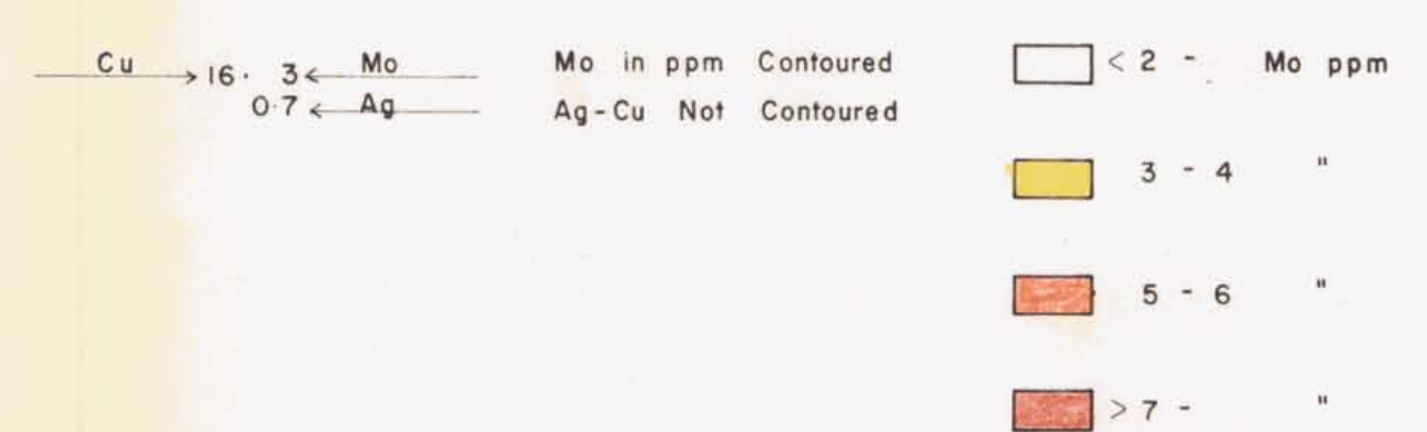 Cu → 16· 3 ← Mo Mo in ppm Contoured < 2 - Mo ppm
0·7 ← Ag Ag-Cu Not Contoured
3 - 4 "
5 - 6 "
> 7 - "